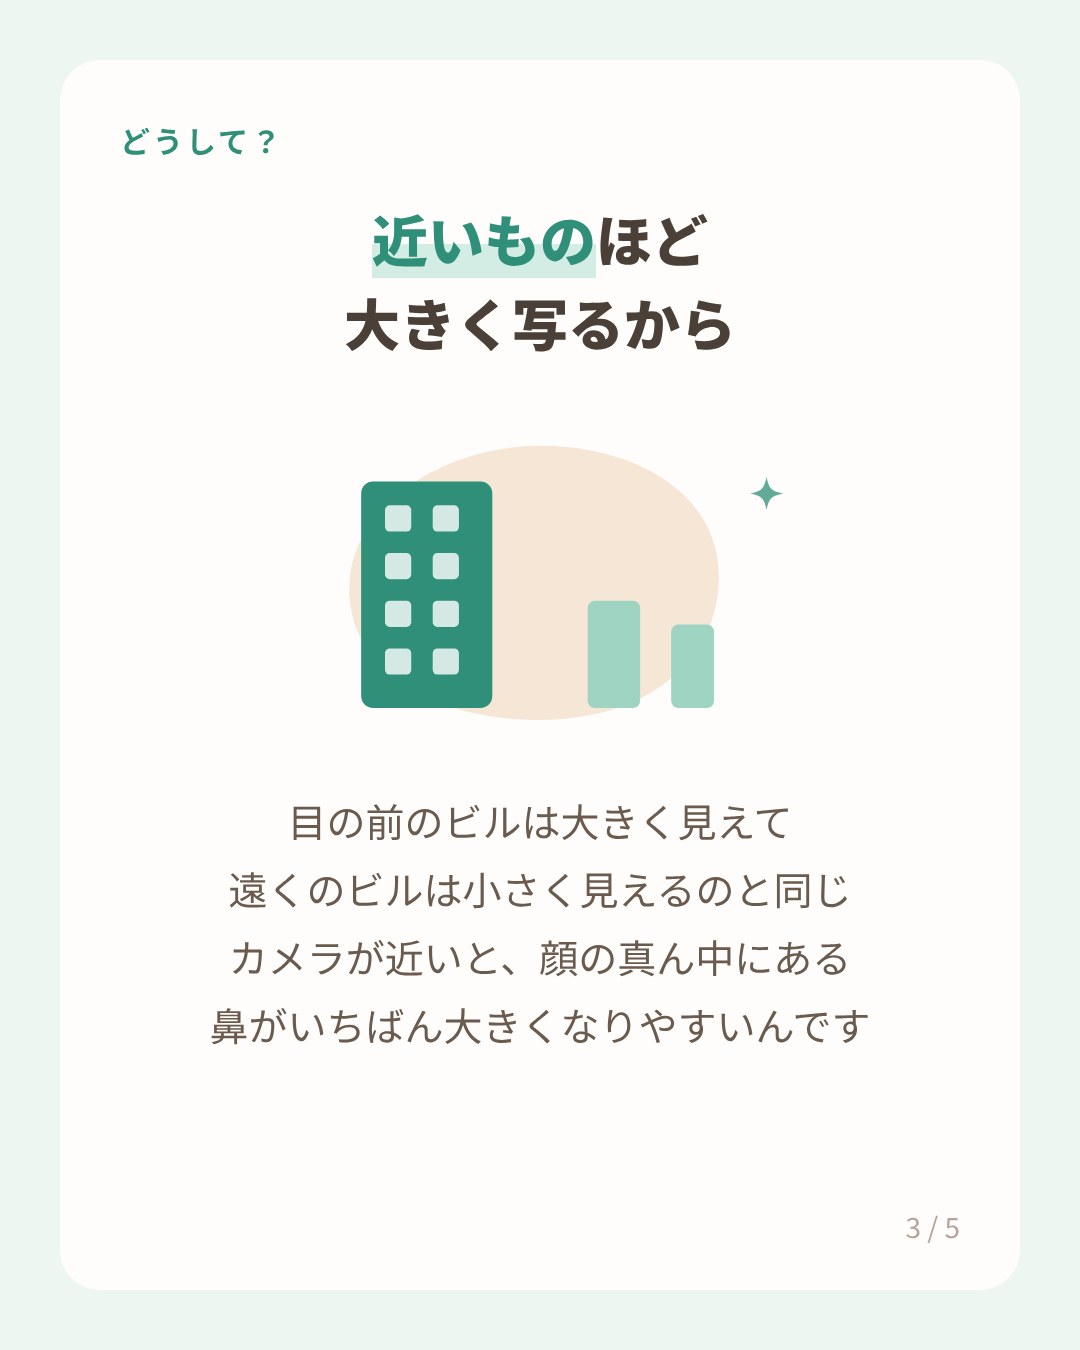 どうして？
近いものほど
大きく写るから
目の前のビルは大きく見えて
遠くのビルは小さく見えるのと同じ
カメラが近いと、顔の真ん中にある
鼻がいちばん大きくなりやすいんです
3 / 5